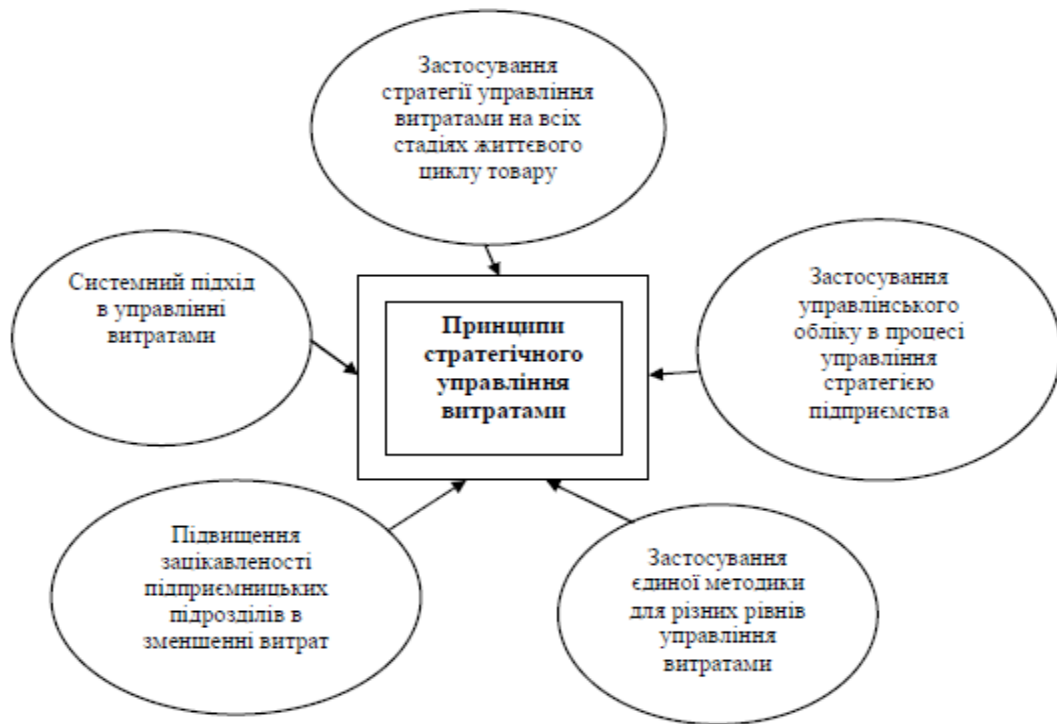 Застосування
стратегії управління
витратами на всіх
стадіях життєвого
циклу товару
Системний підхід
в управлінні
витратами
Принципи
стратегічного
управління
витратами
Застосування
управлінського
обліку в процесі
управління
стратегією
підприємства
Підвищення
зацікавленості
підприємницьких
підрозділів в
зменшенні витрат
Застосування
єдиної методики
для різних рівнів
управління
витратами